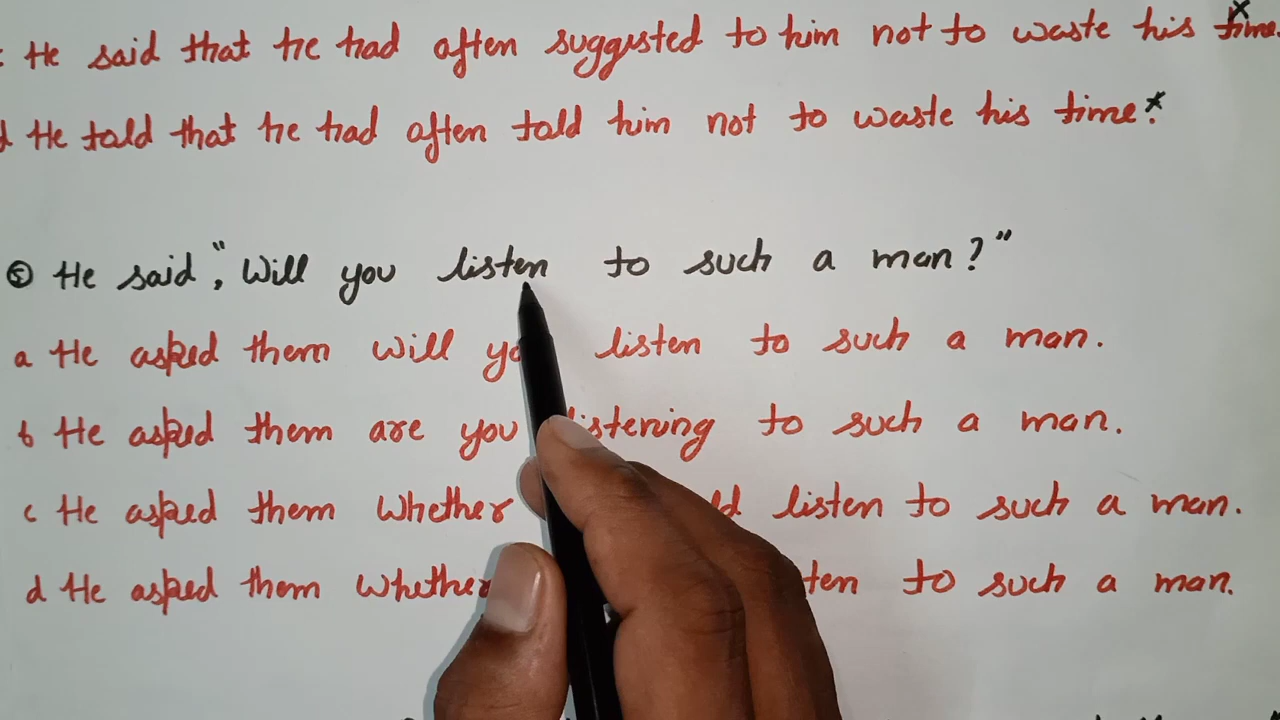 : He said that he had often suggested to him not to waste his time.
d He told that he had often told him not to waste his time.
⑤ He said, "Will you listen to such a man?"
a He asked them will listen to such a man.
b He asked them are you listening to such a man.
c He asked them whether listen to such a man.
d He asked them whether to such a man.